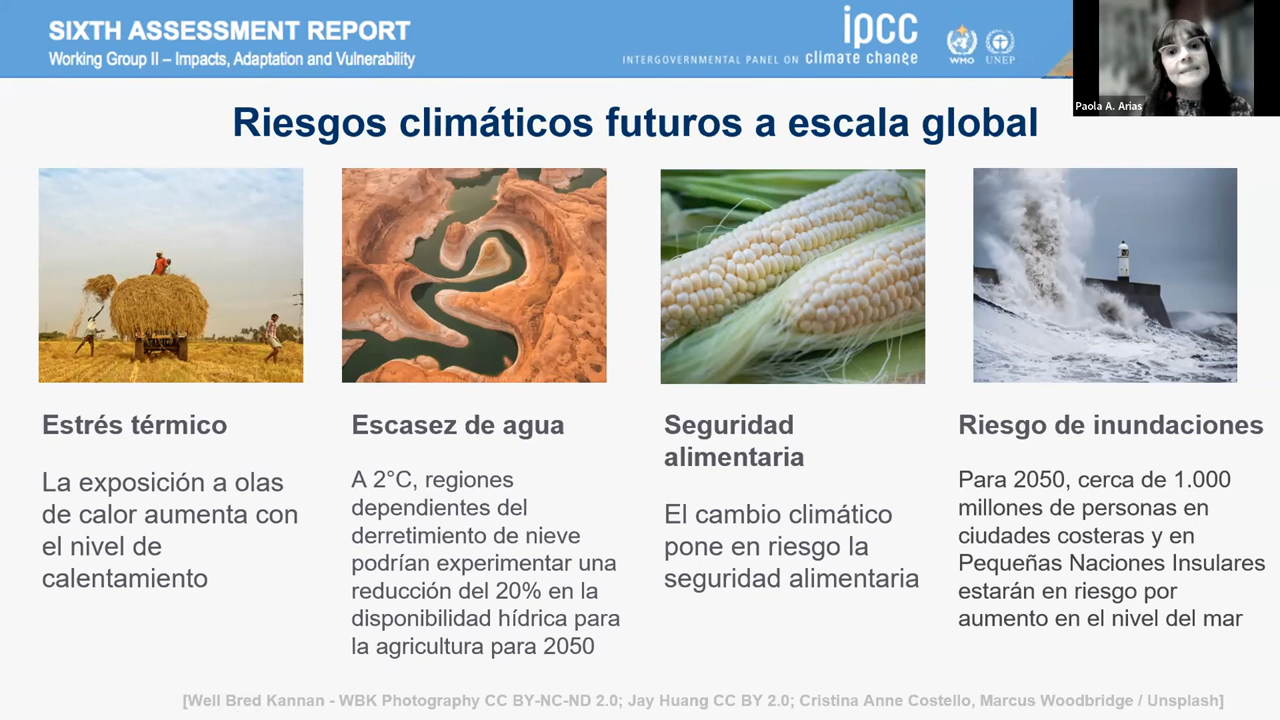 SIXTH ASSESSMENT REPORT
Working Group II – Impacts, Adaptation and Vulnerability
ipcc
INTERGOVERNMENTAL PANEL ON climate change
WMO
UNEP
Paola A. Arias
Riesgos climáticos futuros a escala global
Estrés térmico
La exposición a olas
de calor aumenta con
el nivel de
calentamiento
Escasez de agua
A 2°C, regiones
dependientes del
derretimiento de nieve
podrían experimentar una
reducción del 20% en la
disponibilidad hídrica para
la agricultura para 2050
Seguridad
alimentaria
El cambio climático
pone en riesgo la
seguridad alimentaria
Riesgo de inundaciones
Para 2050, cerca de 1.000
millones de personas en
ciudades costeras y en
Pequeñas Naciones Insulares
estarán en riesgo por
aumento en el nivel del mar
[Well Bred Kannan - WBK Photography CC BY-NC-ND 2.0; Jay Huang CC BY 2.0; Cristina Anne Costello, Marcus Woodbridge / Unsplash]